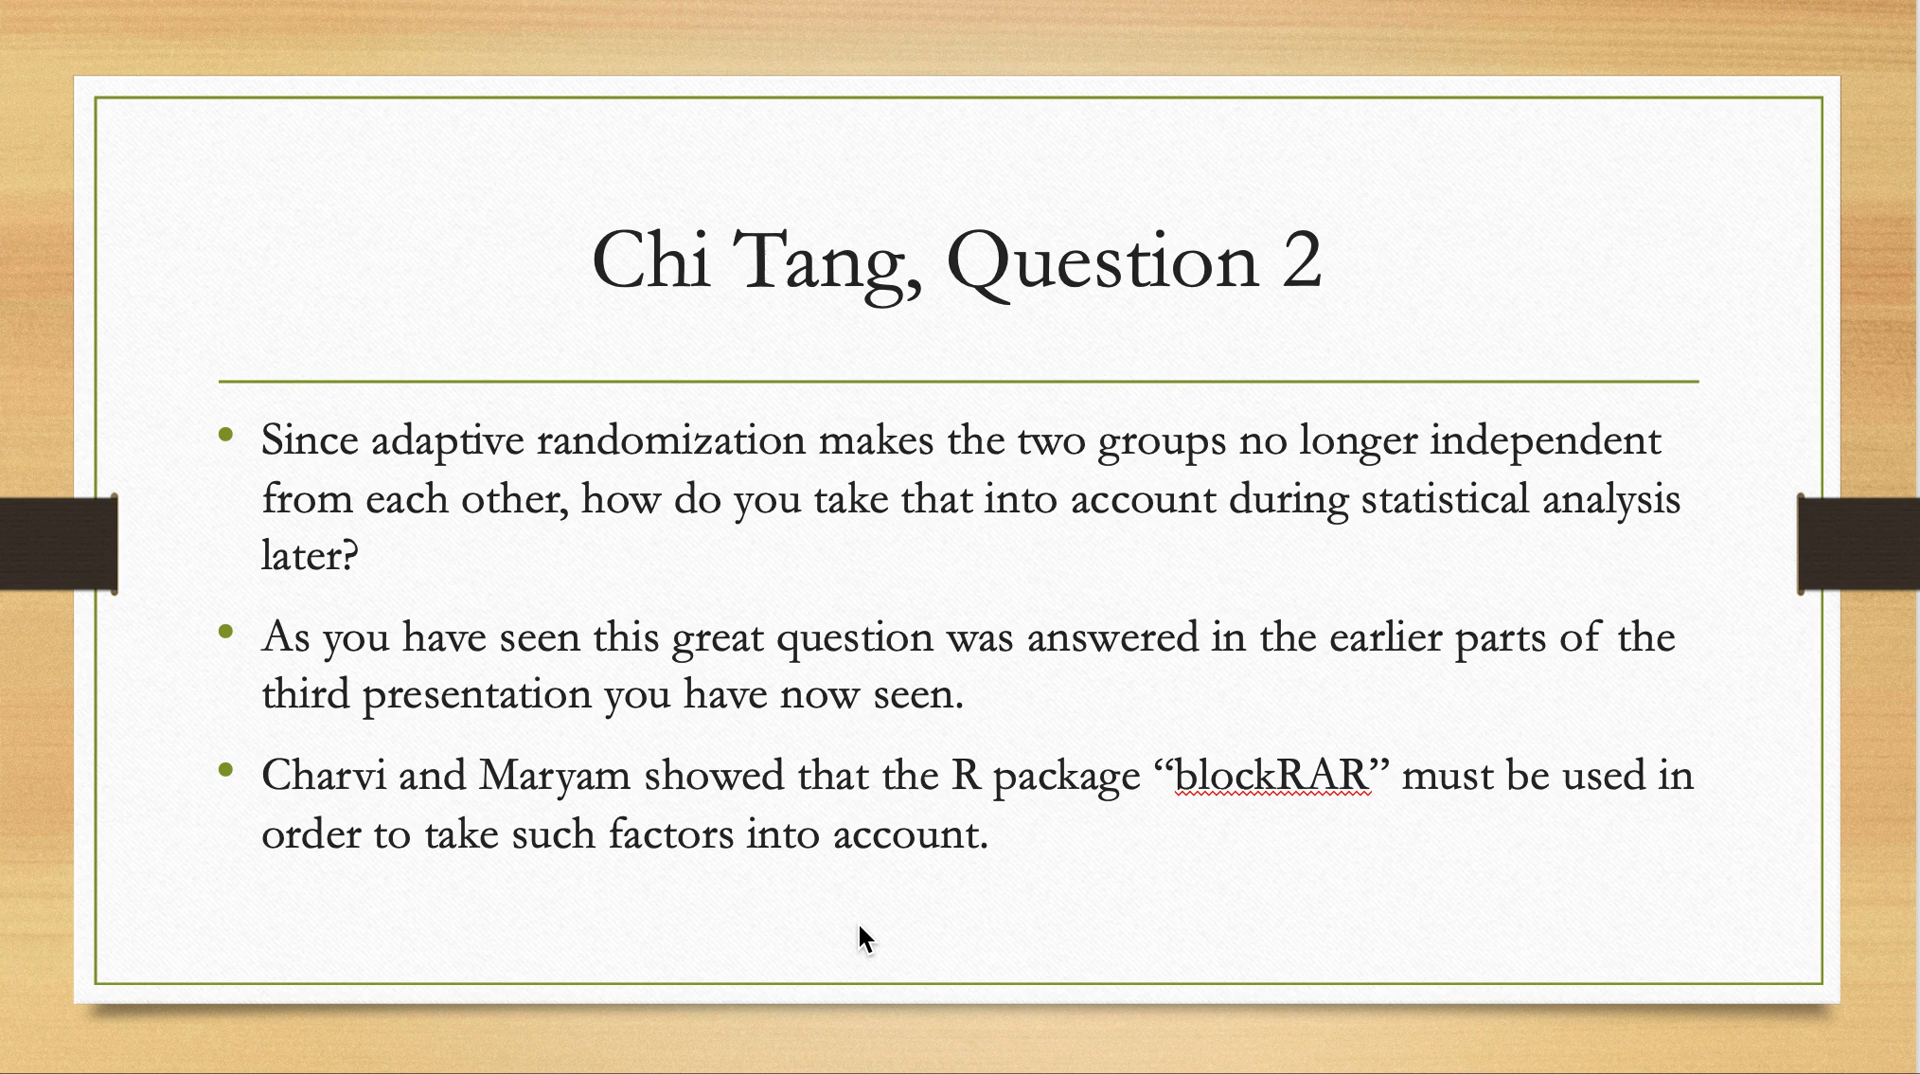 Chi Tang, Question 2
• Since adaptive randomization makes the two groups no longer independent
from each other, how do you take that into account during statistical analysis
later?
• As you have seen this great question was answered in the earlier parts of the
third presentation you have now seen.
• Charvi and Maryam showed that the R package “blockRAR” must be used in
order to take such factors into account.